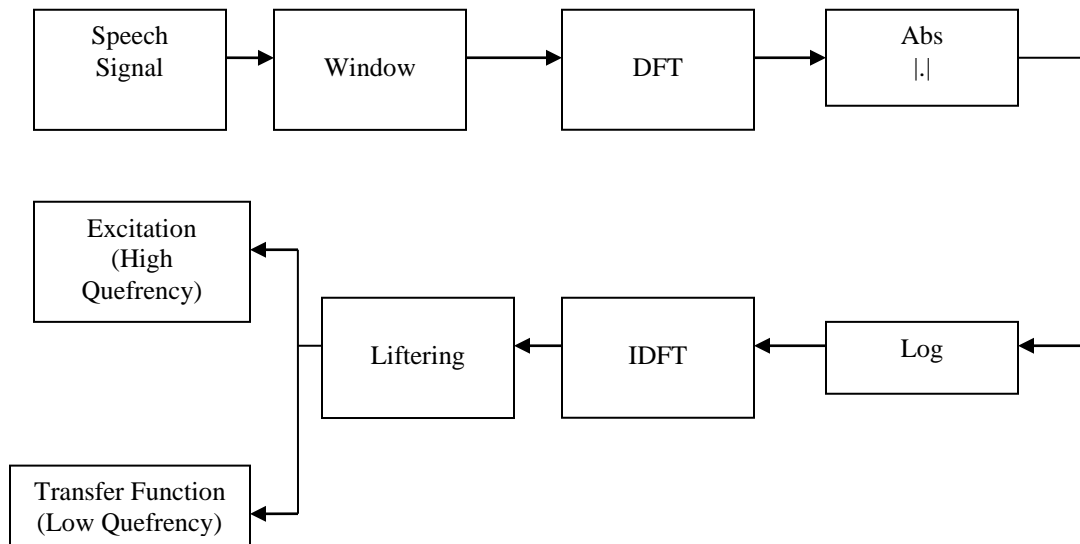 Speech
Signal
Window
DFT
Abs
|.|
Excitation
(High
Quefrency)
Liftering
IDFT
Log
Transfer Function
(Low Quefrency)